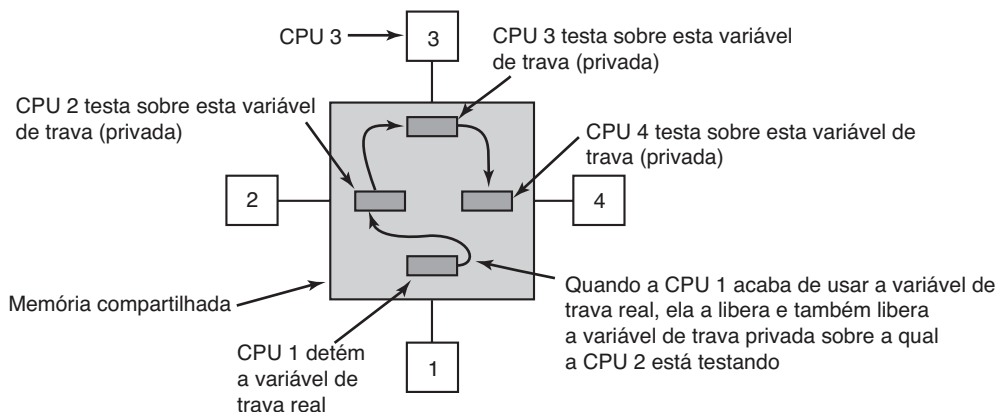 CPU 3
3
CPU 3 testa sobre esta variável
de trava (privada)
CPU 2 testa sobre esta variável
de trava (privada)
CPU 4 testa sobre esta variável de
trava (privada)
2
4
Memória compartilhada
Quando a CPU 1 acaba de usar a variável de
trava real, ela a libera e também libera
a variável de trava privada sobre a qual
a CPU 2 está testando
CPU 1 detém
a variável de
trava real
1